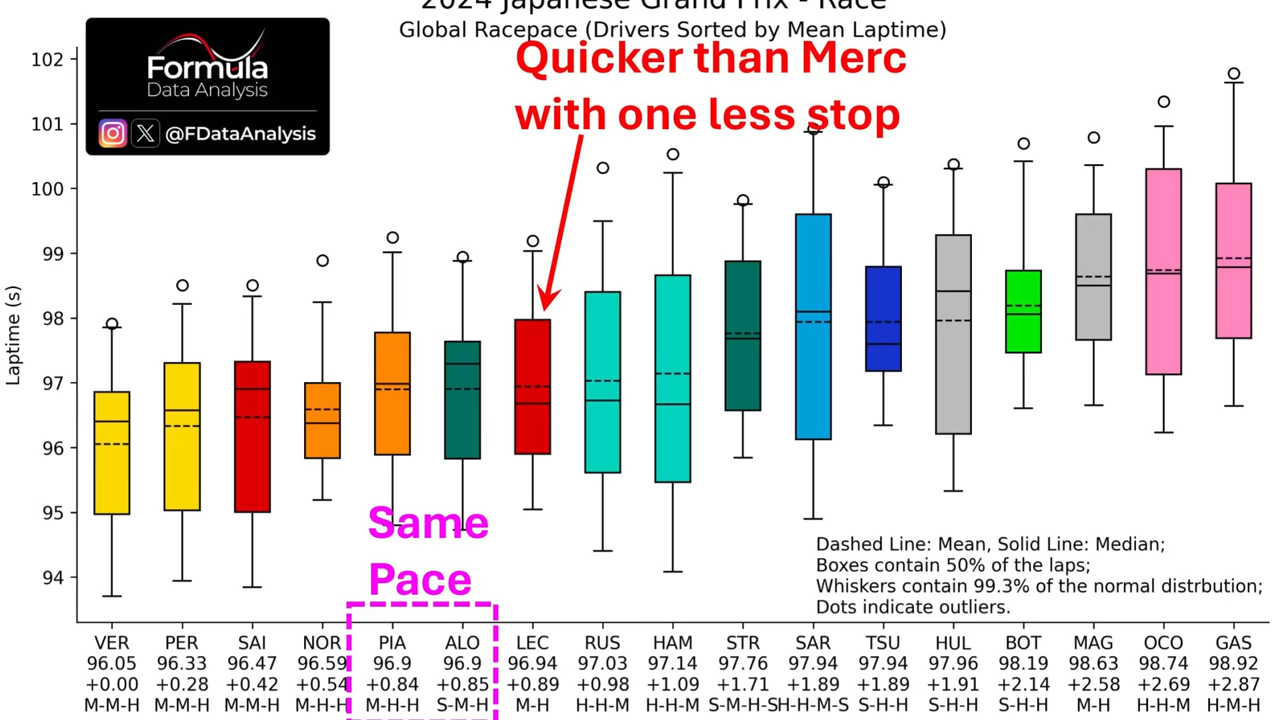 2024 Japanese Grand Prix - Race
Global Racepace (Drivers Sorted by Mean Laptime)
Formula
Data Analysis
@FDataAnalysis
Quicker than Merc
with one less stop
Laptime (s)
102
101
100
99
98
97
96
95
94
Same
Pace
Dashed Line: Mean, Solid Line: Median;
Boxes contain 50% of the laps;
Whiskers contain 99.3% of the normal distrbution;
Dots indicate outliers.
VER PER SAI NOR PIA ALO LEC RUS HAM STR SAR TSU HUL BOT MAG OCO GAS
96.05 96.33 96.47 96.59 96.9 96.9 96.94 97.03 97.14 97.76 97.94 97.94 97.96 98.19 98.63 98.74 98.92
+0.00 +0.28 +0.42 +0.54 +0.84 +0.85 +0.89 +0.98 +1.09 +1.71 +1.89 +1.89 +1.91 +2.14 +2.58 +2.69 +2.87
M-M-H M-M-H M-M-H M-H-H M-H-H S-M-H M-H H-H-M H-H-M S-M-H-S H-H-M-S S-H-H H-H-M S-H-H M-H H-H-M H-M-H